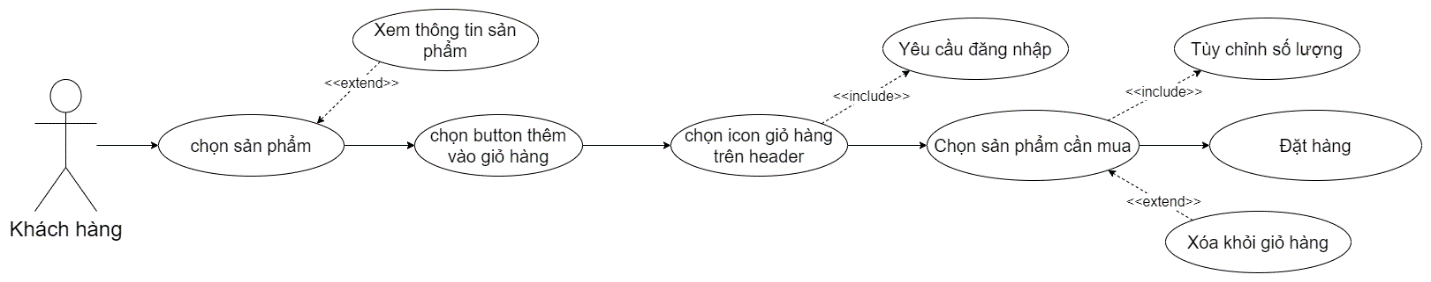 Xem thông tin sản
phẩm
<<extend>>
Khách hàng
chọn sản phẩm
chọn button thêm
vào giỏ hàng
chọn icon giỏ hàng
trên header
Yêu cầu đăng nhập
<<include>>
Chọn sản phẩm cần mua
Tùy chỉnh số lượng
<<include>>
Đặt hàng
<<extend>>
Xóa khỏi giỏ hàng